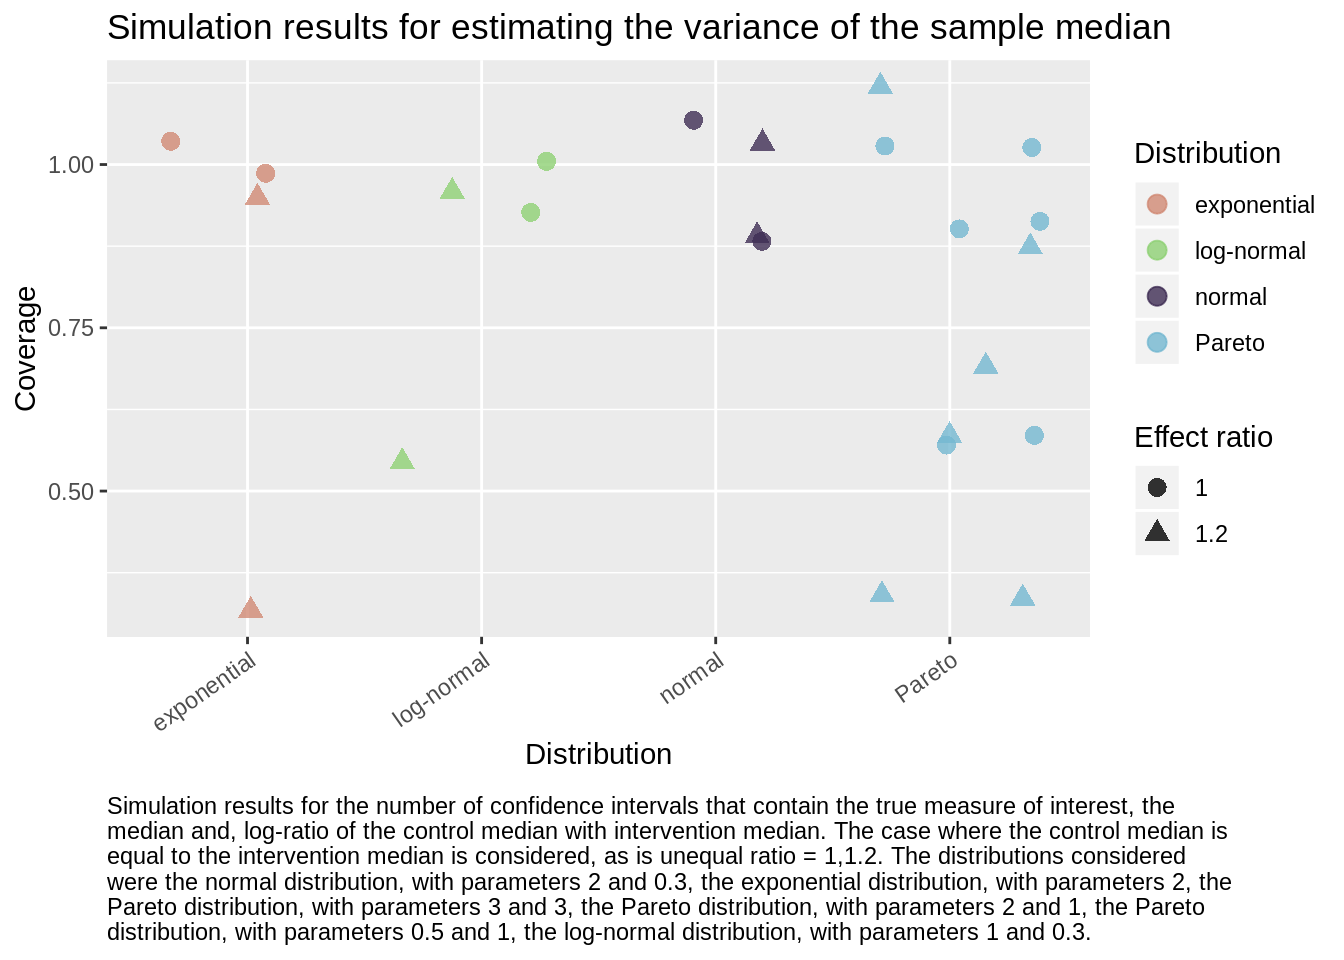 Simulation results for estimating the variance of the sample median
Coverage
1.00
0.75
0.50
exponential
log-normal
normal
Pareto
Distribution
Distribution
exponential
log-normal
normal
Pareto
Effect ratio
1
1.2
Simulation results for the number of confidence intervals that contain the true measure of interest, the
median and, log-ratio of the control median with intervention median. The case where the control median is
equal to the intervention median is considered, as is unequal ratio = 1,1.2. The distributions considered
were the normal distribution, with parameters 2 and 0.3, the exponential distribution, with parameters 2, the
Pareto distribution, with parameters 3 and 3, the Pareto distribution, with parameters 2 and 1, the Pareto
distribution, with parameters 0.5 and 1, the log-normal distribution, with parameters 1 and 0.3.